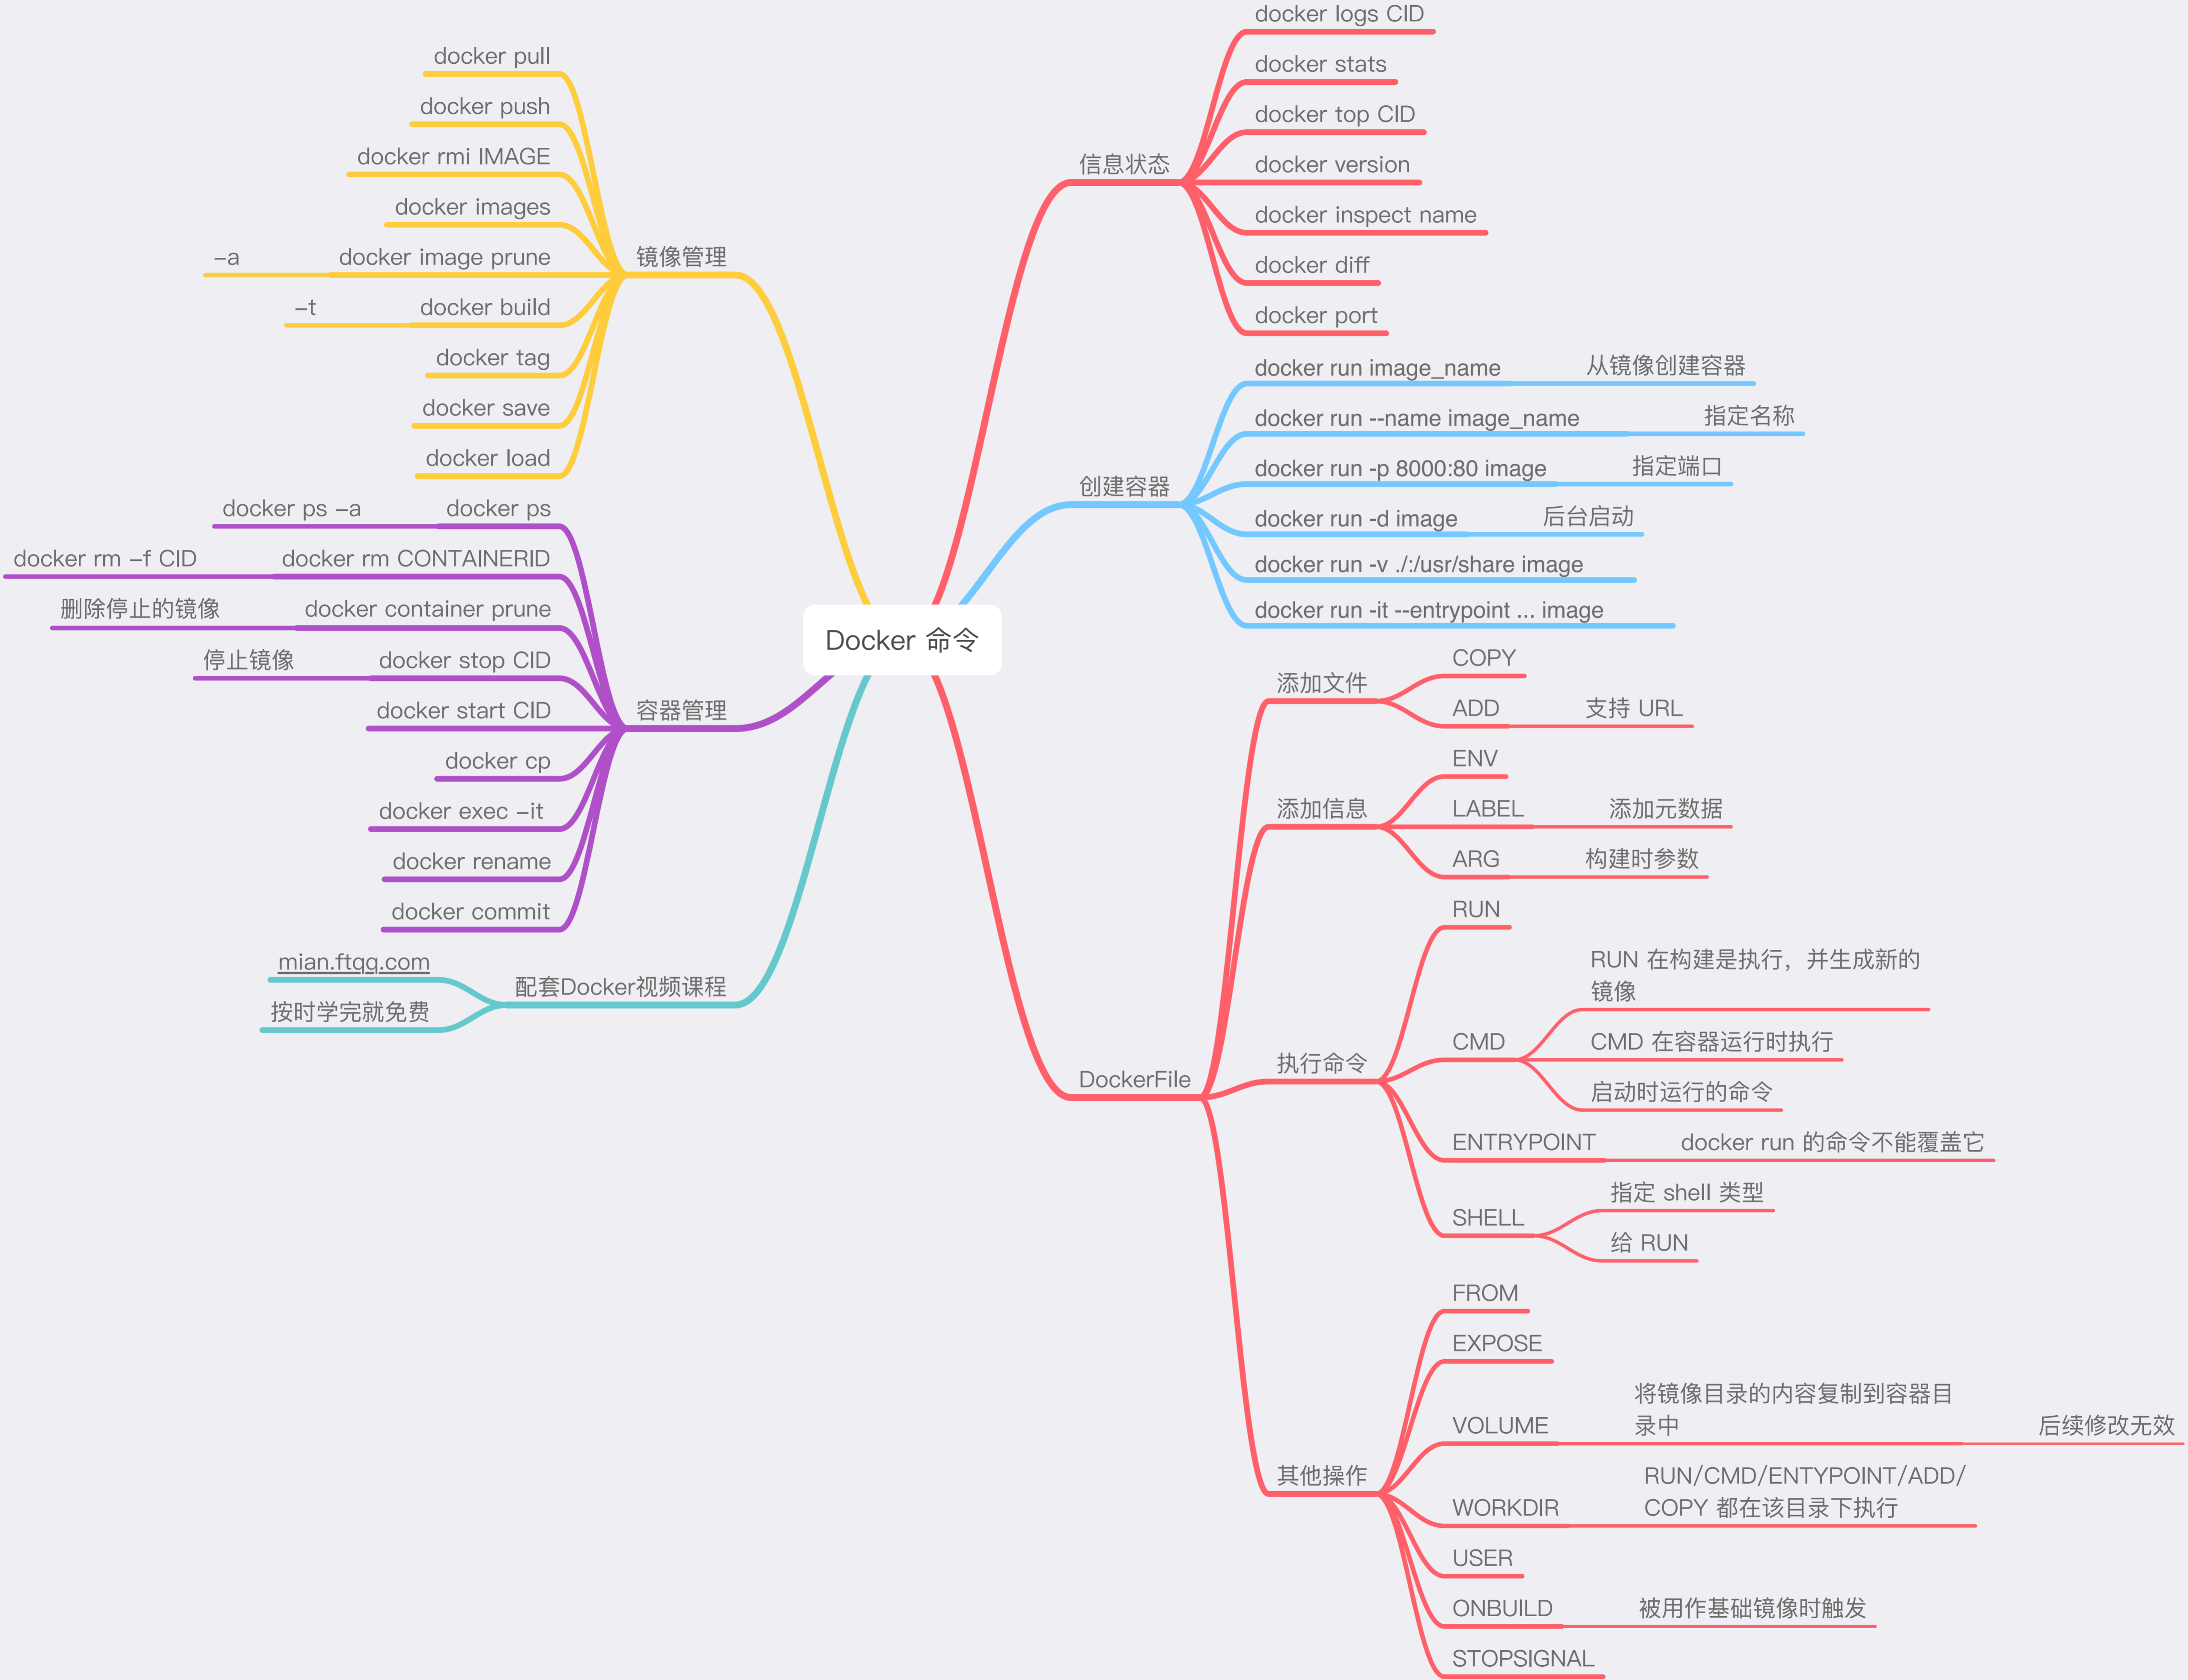 Docker 命令
镜像管理
docker pull
docker push
docker rmi IMAGE
docker images
docker image prune
–a
docker build
–t
docker tag
docker save
docker load
容器管理
docker ps
docker ps –a
docker rm CONTAINERID
docker rm –f CID
docker container prune
删除停止的镜像
docker stop CID
停止镜像
docker start CID
docker cp
docker exec –it
docker rename
docker commit
配套Docker视频课程
mian.ftqq.com
按时学完就免费
信息状态
docker logs CID
docker stats
docker top CID
docker version
docker inspect name
docker diff
docker port
创建容器
docker run image_name
从镜像创建容器
docker run --name image_name
指定名称
docker run -p 8000:80 image
指定端口
docker run -d image
后台启动
docker run -v ./:/usr/share image
docker run -it --entrypoint ... image
DockerFile
添加文件
COPY
ADD
支持 URL
添加信息
ENV
LABEL
添加元数据
ARG
构建时参数
执行命令
RUN
CMD
RUN 在构建是执行，并生成新的
镜像
CMD 在容器运行时执行
启动时运行的命令
ENTRYPOINT
docker run 的命令不能覆盖它
SHELL
指定 shell 类型
给 RUN
其他操作
FROM
EXPOSE
VOLUME
将镜像目录的内容复制到容器目
录中
后续修改无效
WORKDIR
RUN/CMD/ENTYPOINT/ADD/
COPY 都在该目录下执行
USER
ONBUILD
被用作基础镜像时触发
STOPSIGNAL